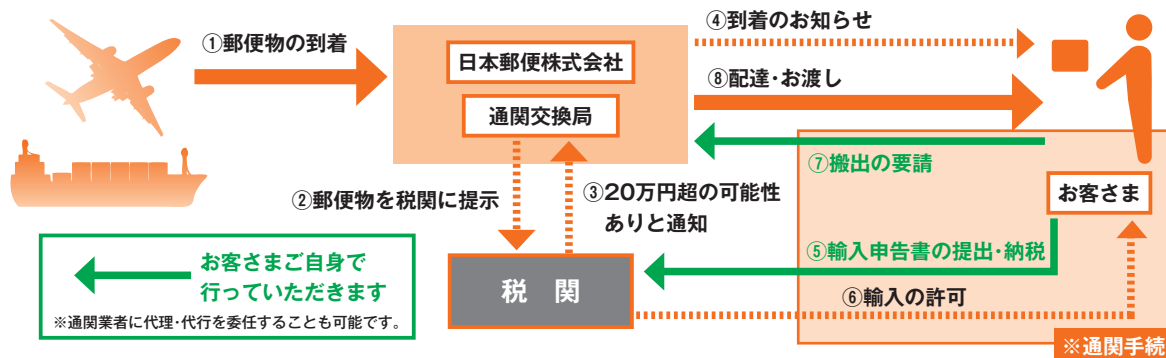 ①郵便物の到着
日本郵便株式会社
通関交換局
④到着のお知らせ
⑧配達・お渡し
⑦搬出の要請
お客さま
②郵便物を税関に提示
③20万円超の可能性
ありと通知
⑤輸入申告書の提出・納税
税 関
⑥輸入の許可
お客さまご自身で
行っていただきます
※通関業者に代理・代行を委任することも可能です。
※通関手続